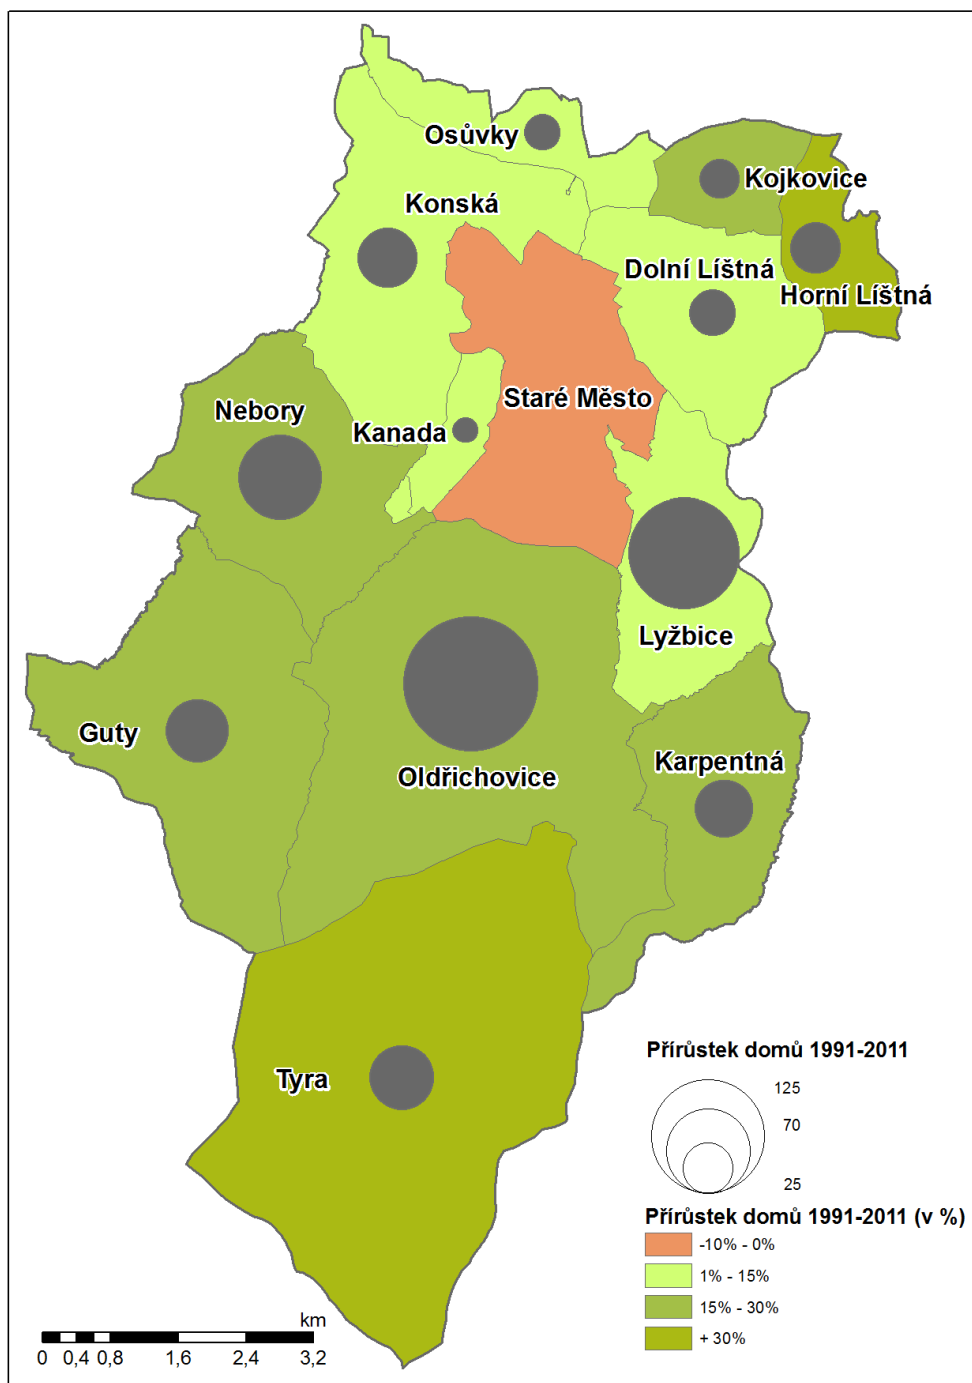 Osůvky
Kojkovice
Konská
Dolní Líštná
Horní Líštná
Staré Město
Nebory
Kanada
Lyžbice
Guty
Karpentná
Oldřichovice
Tyra
Přírůstek domů 1991-2011
125
70
25
Přírůstek domů 1991-2011 (v %)
-10% - 0%
1% - 15%
15% - 30%
+ 30%
km
0 0,4 0,8 1,6 2,4 3,2